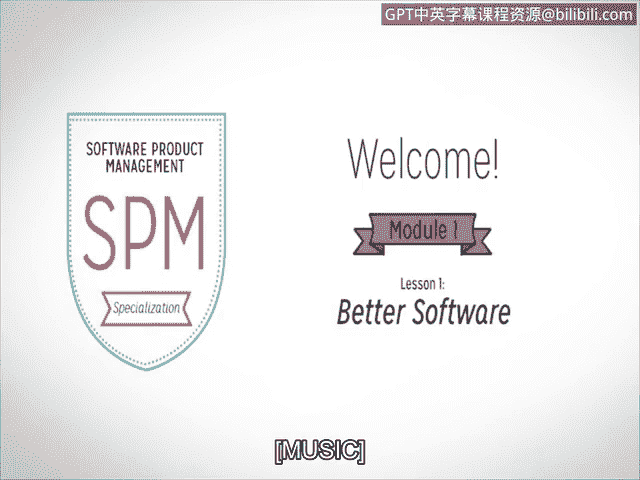 GPT中英字幕课程资源@bilibili.com
SOFTWARE PRODUCT
MANAGEMENT
SPM
Specialization
Welcome!
Module 1
Lesson 1:
Better Software
[MUSIC]